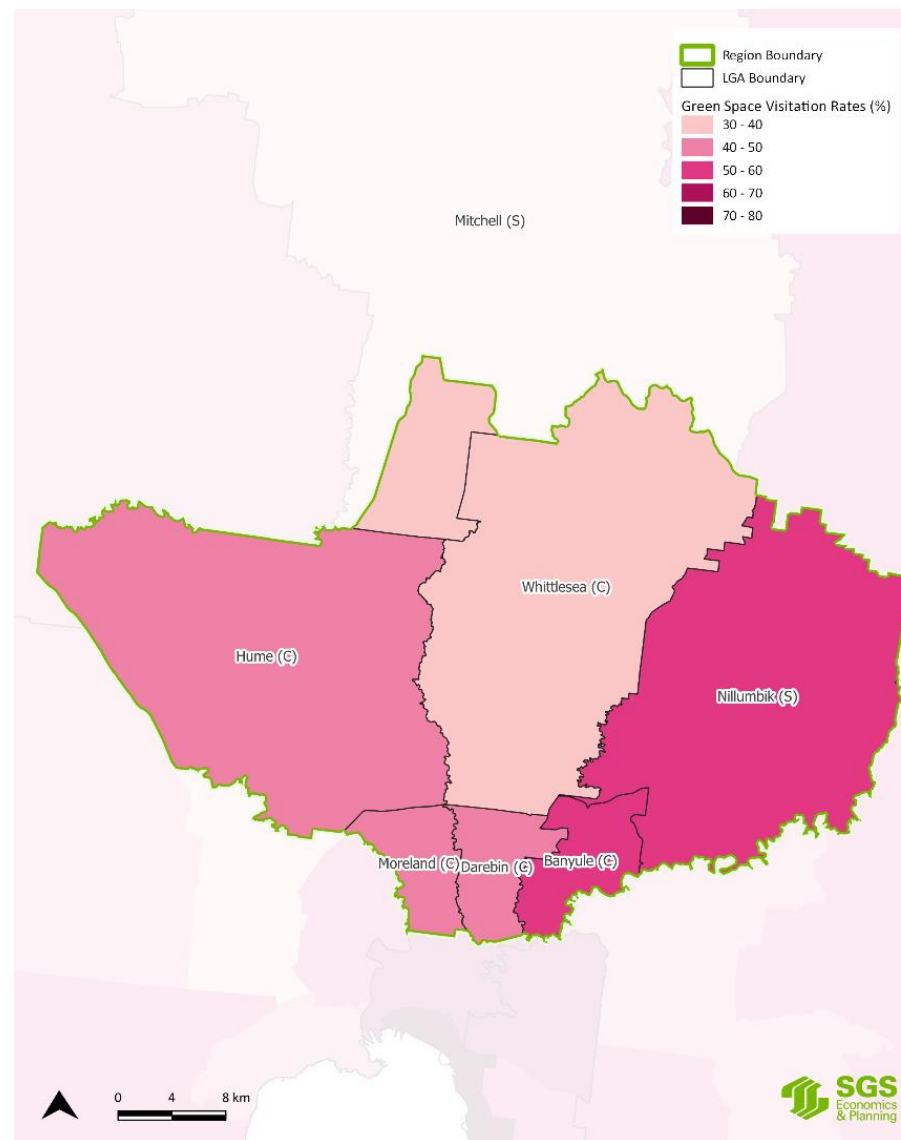 Region Boundary
LGA Boundary
Green Space Visitation Rates (%)
30 - 40
40 - 50
50 - 60
60 - 70
70 - 80
Mitchell (S)
Whittlesea (C)
Hume (C)
Nillumbik (S)
Moreland (C)
Darebin (C)
Banyule (C)
0 4 8 km
SGS
Economics
& Planning